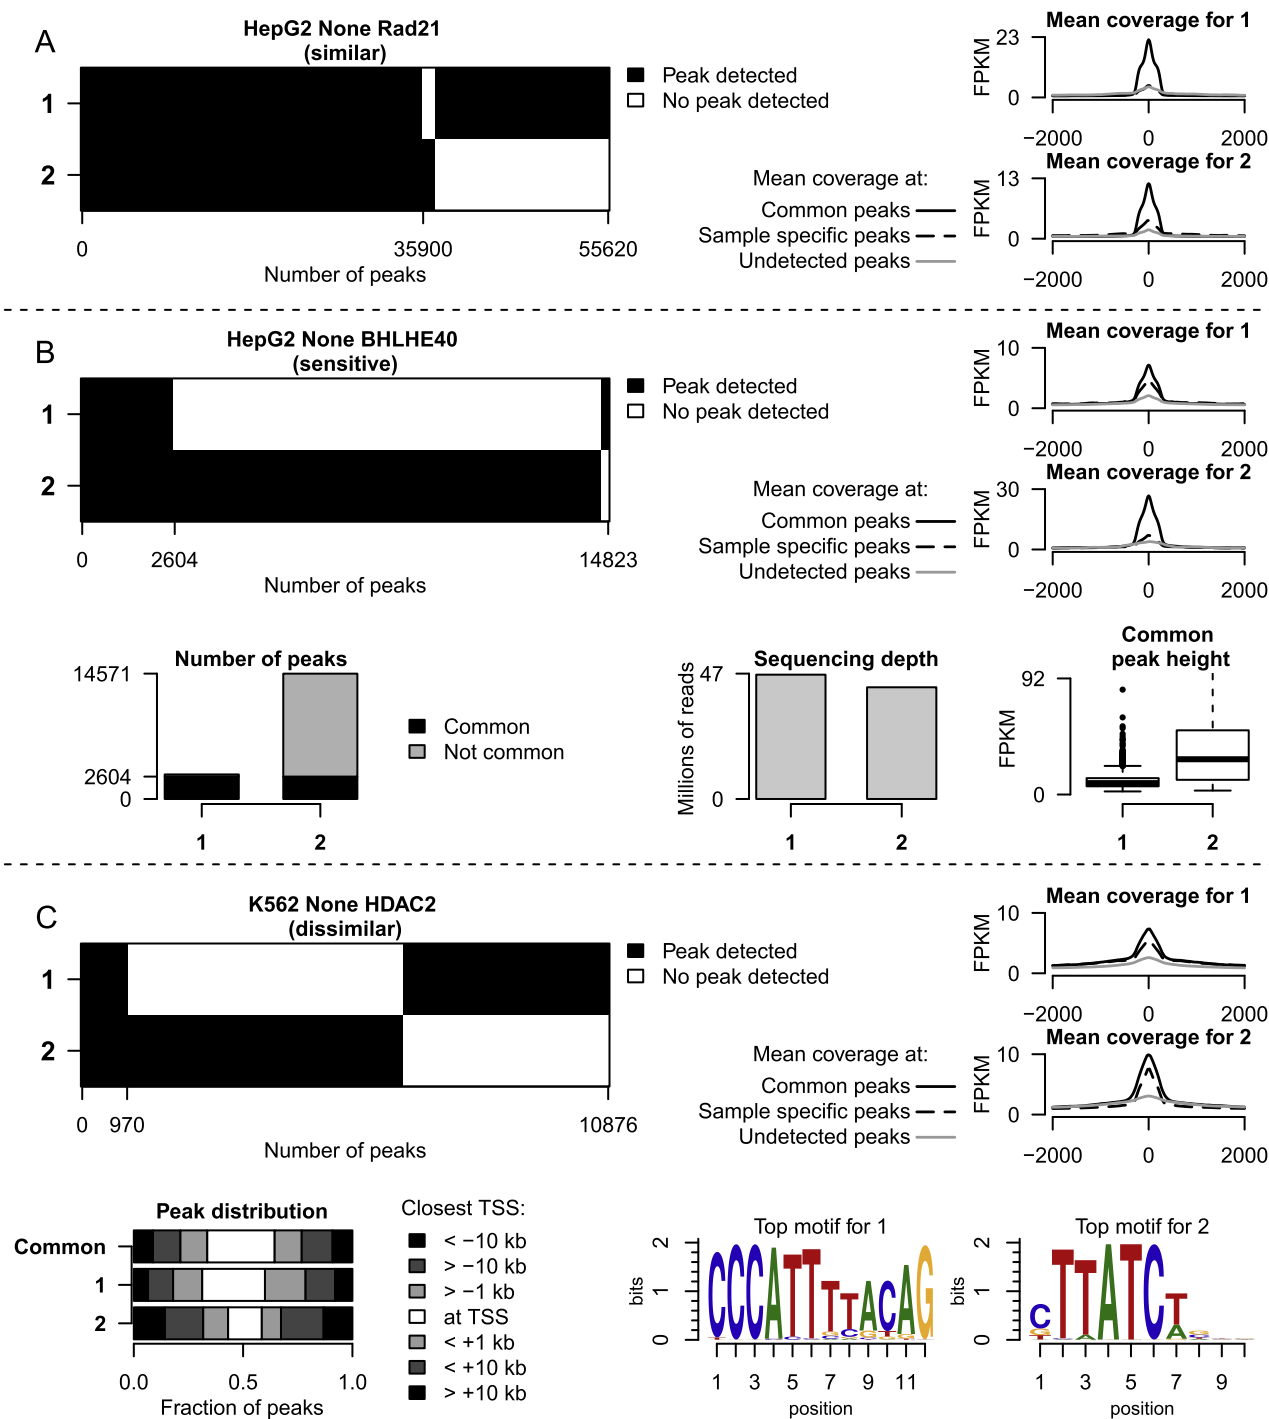 A
HepG2 None Rad21
(similar)
1
2
0
35900
55620
Number of peaks
Peak detected
No peak detected
Mean coverage at:
Common peaks
Sample specific peaks
Undetected peaks
Mean coverage for 1
FPKM
23
0
−2000
0
2000
Mean coverage for 2
FPKM
13
0
−2000
0
2000
B
HepG2 None BHLHE40
(sensitive)
1
2
0
2604
14823
Number of peaks
Peak detected
No peak detected
Mean coverage at:
Common peaks
Sample specific peaks
Undetected peaks
Mean coverage for 1
FPKM
10
0
−2000
0
2000
Mean coverage for 2
FPKM
30
0
−2000
0
2000
Number of peaks
14571
2604
0
1
2
Common
Not common
Sequencing depth
Millions of reads
47
0
1
2
Common
peak height
FPKM
92
0
1
2
C
K562 None HDAC2
(dissimilar)
1
2
0
970
10876
Number of peaks
Peak detected
No peak detected
Mean coverage at:
Common peaks
Sample specific peaks
Undetected peaks
Mean coverage for 1
FPKM
10
0
−2000
0
2000
Mean coverage for 2
FPKM
10
0
−2000
0
2000
Peak distribution
Common
1
2
0.0
0.5
1.0
Fraction of peaks
Closest TSS:
< −10 kb
> −10 kb
> −1 kb
at TSS
< +1 kb
< +10 kb
> +10 kb
Top motif for 1
bits
2
1
0
CCCATTTTACAG
1 3 5 7 9 11
position
Top motif for 2
bits
2
1
0
CTTATCT
1 3 5 7 9
position